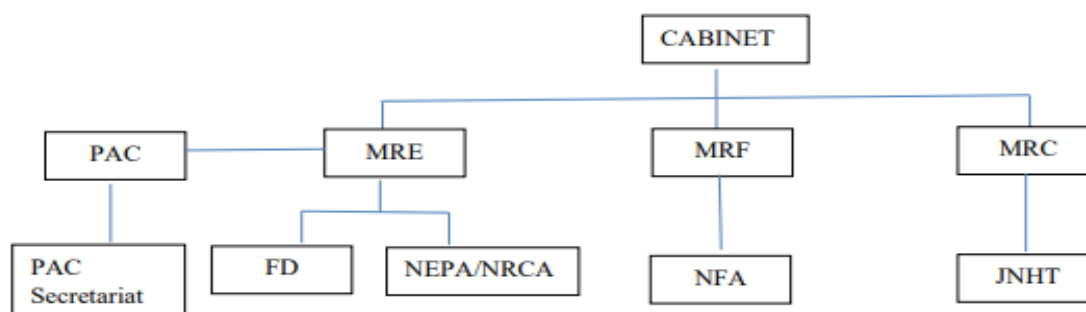 CABINET
PAC
MRE
MRF
MRC
PAC
Secretariat
FD
NEPA/NRCA
NFA
JNHT